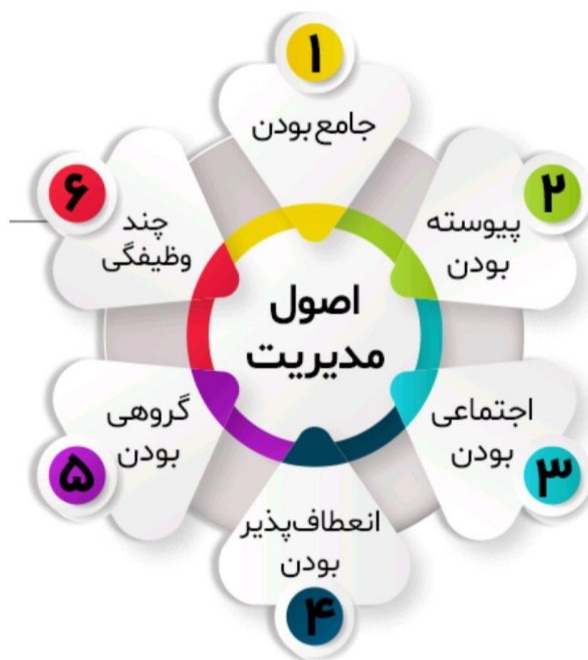 اصول
مدیریت
۱
جامع بودن
۲
پیوسته
بودن
۳
اجتماعی
بودن
۴
انعطاف‌پذیر
بودن
۵
گروهی
بودن
۶
چند
وظیفگی